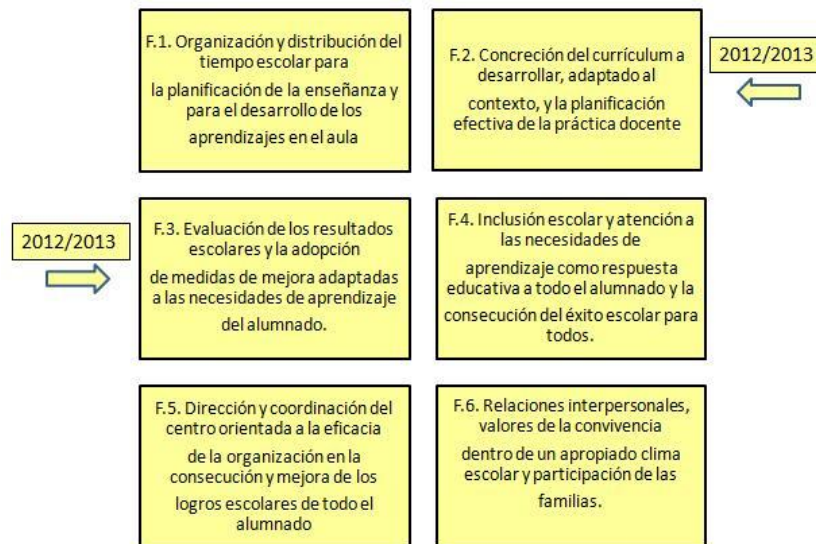 F.1. Organización y distribución del
tiempo escolar para
la planificación de la enseñanza y
para el desarrollo de los
aprendizajes en el aula
F.2. Concreción del currículum a
desarrollar, adaptado al
contexto, y la planificación
efectiva de la práctica docente
2012/2013
2012/2013
F.3. Evaluación de los resultados
escolares y la adopción
de medidas de mejora adaptadas
a las necesidades de aprendizaje
del alumnado.
F.4. Inclusión escolar y atención a
las necesidades de
aprendizaje como respuesta
educativa a todo el alumnado y la
consecución del éxito escolar para
todos.
F.5. Dirección y coordinación del
centro orientada a la eficacia
de la organización en la
consecución y mejora de los
logros escolares de todo el
alumnado
F.6. Relaciones interpersonales,
valores de la convivencia
dentro de un apropiado clima
escolar y participación de las
familias.